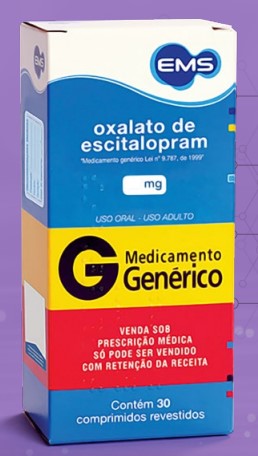 EMS
oxalato de
escitalopram
"Medicamento genérico Lei nº 9.787, de 1999"
mg
USO ORAL - USO ADULTO
G Medicamento
Genérico
VENDA SOB
PRESCRIÇÃO MÉDICA
SÓ PODE SER VENDIDO
COM RETENÇÃO DA RECEITA
Contém 30
comprimidos revestidos